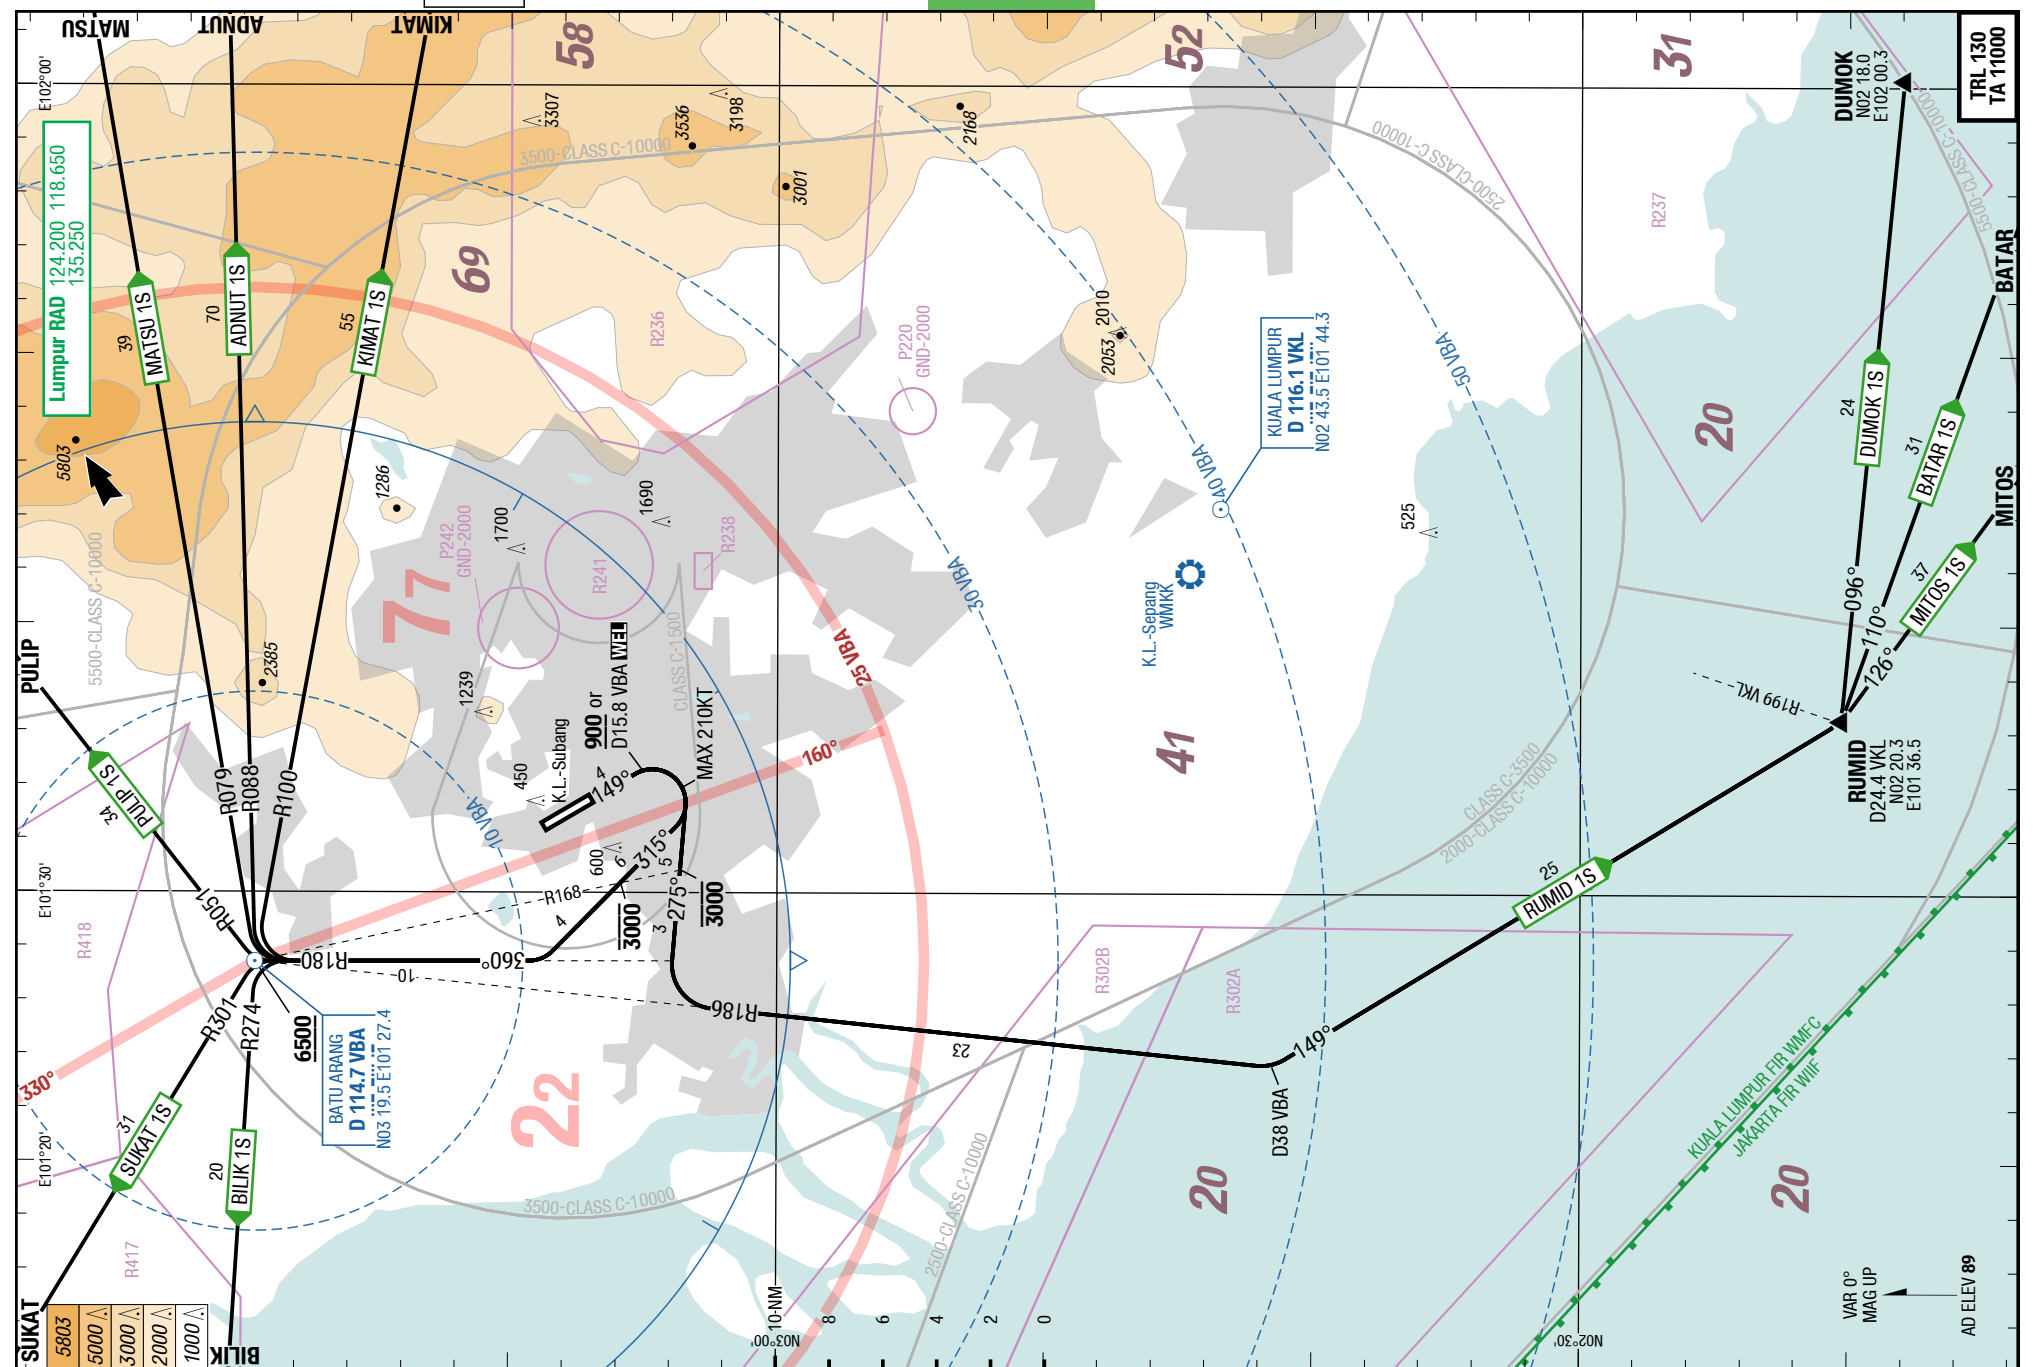 MATSU
ADNUT
KIMAT
58
52
31
TRL 130
TA 11000
E102°00'
Lumpur RAD 124.200 118.650
135.250
3307
3536
3198
3001
2168
3500-CLASS C-10000
2500-CLASS C-10000
5500-CLASS C-10000
R237
DUMOK
N02 18.0
E102 00.3
BATAR
MITOS
39
MATSU 1S
70
ADNUT 1S
55
KIMAT 1S
69
R236
P220
GND-2000
2010
2053
KUALA LUMPUR
D 116.1 VKL
N02 43.5 E101 44.3
50 VBA
40 VBA
30 VBA
25 VBA
10 VBA
20
24
DUMOK 1S
31
BATAR 1S
37
MITOS 1S
096°
110°
126°
5803
1286
1700
1690
P242
GND-2000
R241
R238
525
5500-CLASS C-10000
77
CLASS C-1500
K.L.-Sepang
WMKK
PULIP
2385
1239
900 or
D15.8 VBA WEL
MAX 210KT
K.L.-Subang
450
4
149°
160°
41
R199 VKL
RUMID
D24.4 VKL
N02 20.3
E101 36.5
34
PULIP 1S
R079
R088
R100
R051
600
6
315°
5
275°
3
3000
3000
R168
4
E101°30'
CLASS C-3500
2000-CLASS C-10000
25
RUMID 1S
R418
R180
360°
10
R186
23
R302B
R302A
149°
D38 VBA
R301
R274
6500
BATU ARANG
D 114.7 VBA
N03 19.5 E101 27.4
330°
22
KUALA LUMPUR FIR WMFC
JAKARTA FIR WIIF
31
SUKAT 1S
20
BILIK 1S
E101°20'
3500-CLASS C-10000
2500-CLASS C-10000
20
20
R417
SUKAT
BILIK
5803
5000
3000
2000
1000
N03°00'
10-NM
8
6
4
2
0
N02°30'
VAR 0°
MAG UP
AD ELEV 89